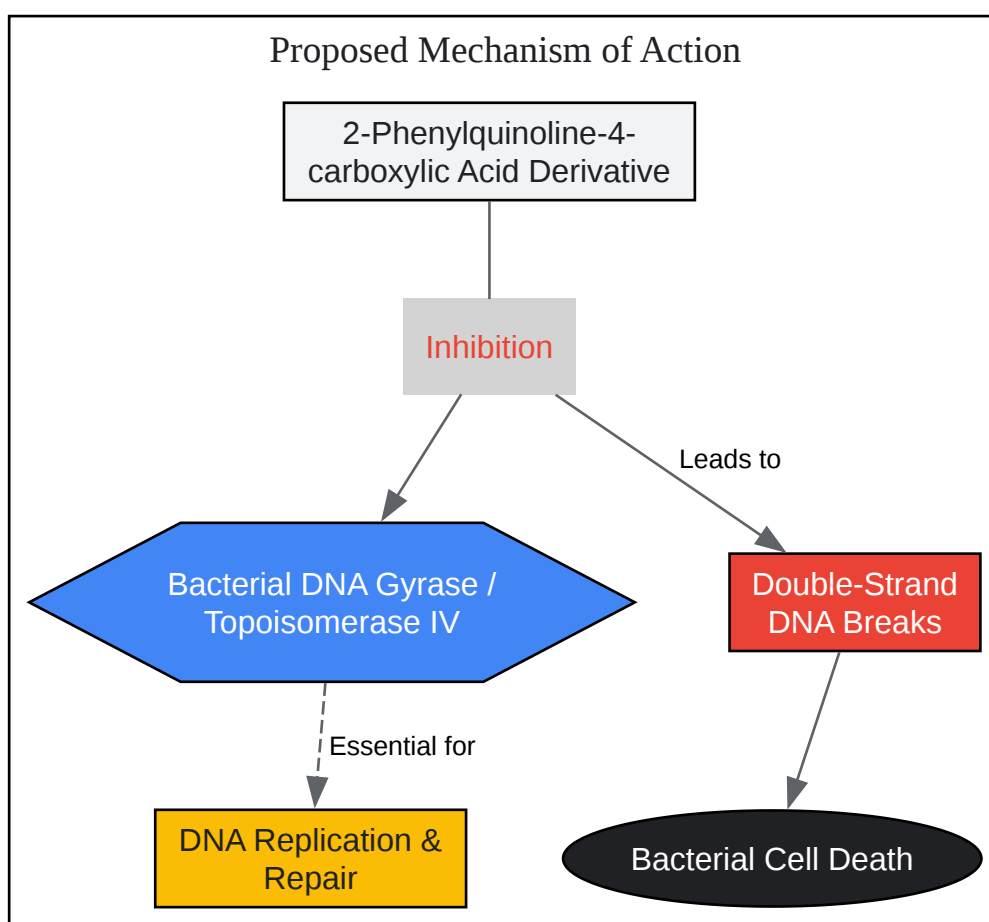 Proposed Mechanism of Action
2-Phenylquinoline-4-
carboxylic Acid Derivative
Inhibition
Leads to
Bacterial DNA Gyrase /
Topoisomerase IV
Double-Strand
DNA Breaks
Essential for
DNA Replication &
Repair
Bacterial Cell Death